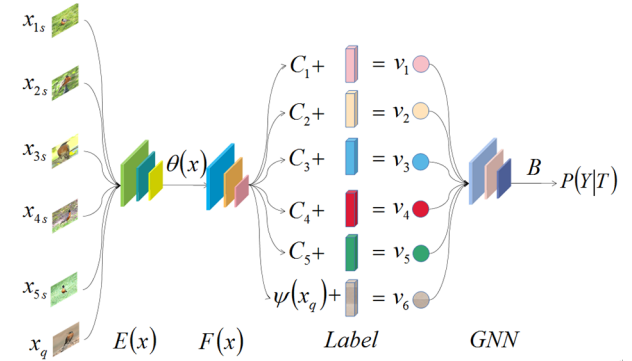 x1s
x2s
x3s
x4s
x5s
xq
E(x)
θ(x)
F(x)
C1+ = v1
C2+ = v2
C3+ = v3
C4+ = v4
C5+ = v5
ψ(xq)+ = v6
Label
GNN
B
P(Y|T)